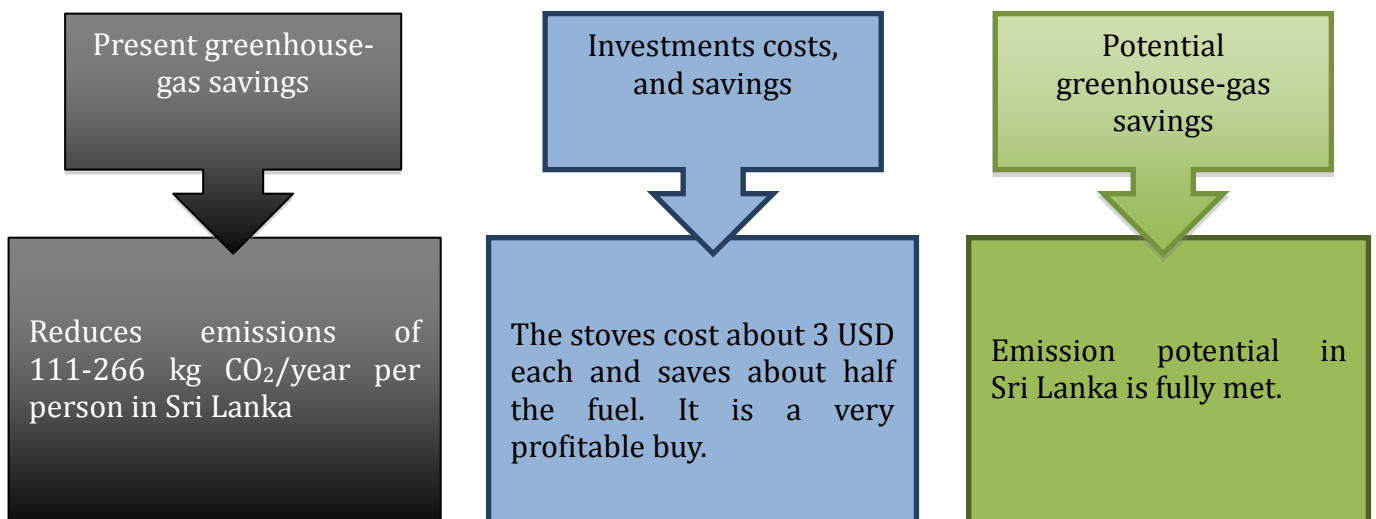 Present greenhouse-
gas savings
Reduces emissions of
111-266 kg CO₂/year per
person in Sri Lanka
Investments costs,
and savings
The stoves cost about 3 USD
each and saves about half
the fuel. It is a very
profitable buy.
Potential
greenhouse-gas
savings
Emission potential in
Sri Lanka is fully met.